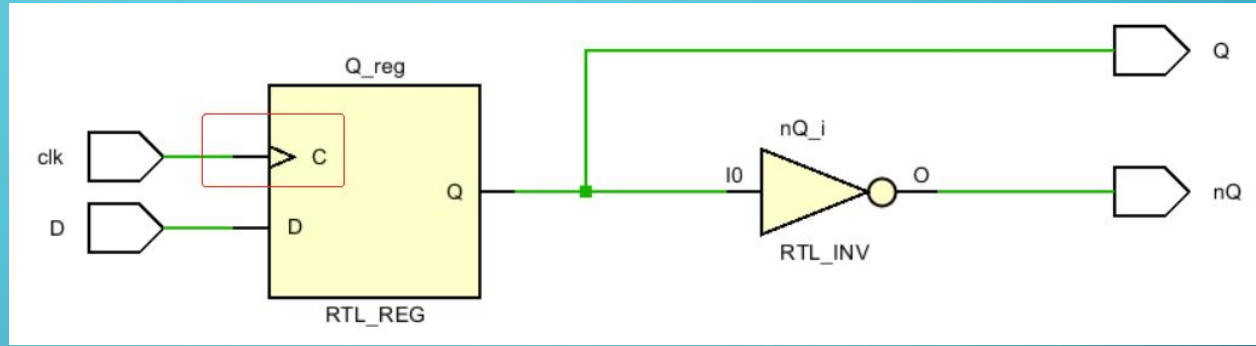 Q_reg
clk
C
D
D
Q
RTL_REG
nQ_i
I0
O
RTL_INV
Q
nQ